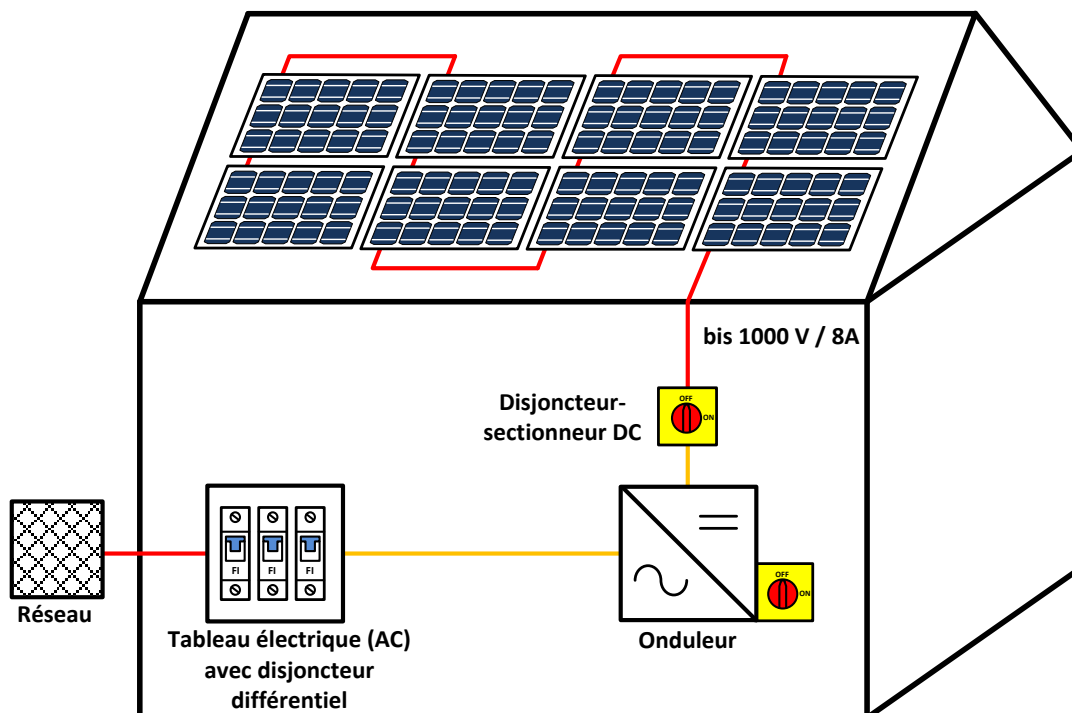 bis 1000 V / 8A
Disjoncteur-
sectionneur DC
OFF
ON
FI FI FI
OFF
ON
Réseau
Tableau électrique (AC)
avec disjoncteur
différentiel
Onduleur